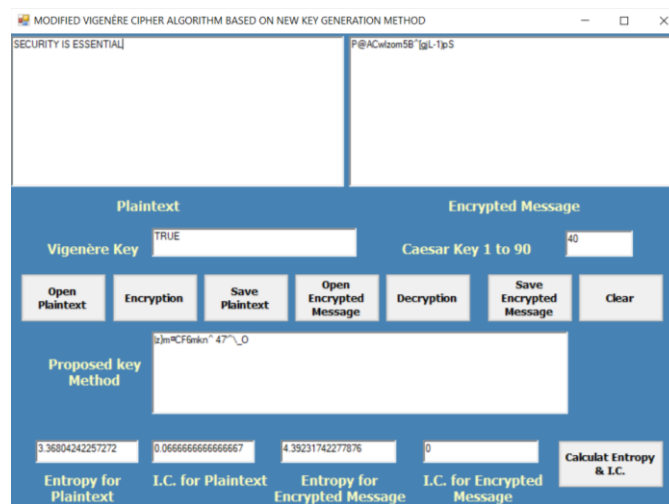 MODIFIED VIGENÈRE CIPHER ALGORITHM BASED ON NEW KEY GENERATION METHOD
SECURITY IS ESSENTIAL
Plaintext
Encrypted Message
Vigenère Key
TRUE
Caesar Key 1 to 90
40
Open Plaintext
Encryption
Save Plaintext
Open Encrypted Message
Decryption
Save Encrypted Message
Clear
Proposed key Method
3.36804242257272
0.0666666666666667
4.39231742277876
0
Calculat Entropy & I.C.
Entropy for Plaintext
I.C. for Plaintext
Entropy for Encrypted Message
I.C. for Encrypted Message